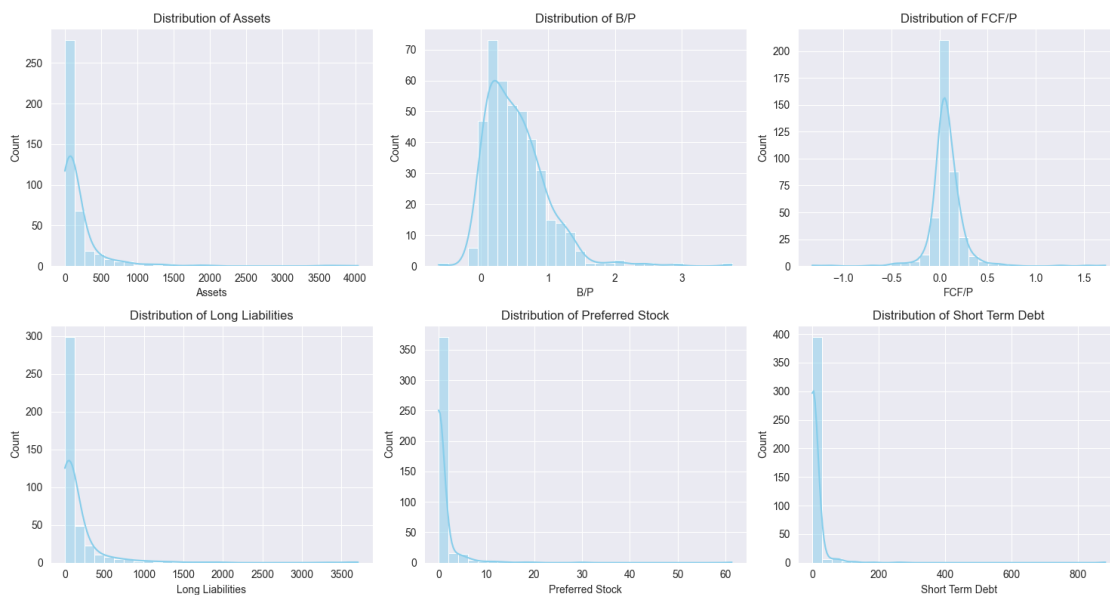 Distribution of Assets
Count
250
200
150
100
50
0
0 500 1000 1500 2000 2500 3000 3500 4000
Assets
Distribution of B/P
Count
70
60
50
40
30
20
10
0
0 1 2 3
B/P
Distribution of FCF/P
Count
200
175
150
125
100
75
50
25
0
−1.0 −0.5 0.0 0.5 1.0 1.5
FCF/P
Distribution of Long Liabilities
Count
300
250
200
150
100
50
0
0 500 1000 1500 2000 2500 3000 3500
Long Liabilities
Distribution of Preferred Stock
Count
350
300
250
200
150
100
50
0
0 10 20 30 40 50 60
Preferred Stock
Distribution of Short Term Debt
Count
400
350
300
250
200
150
100
50
0
0 200 400 600 800
Short Term Debt